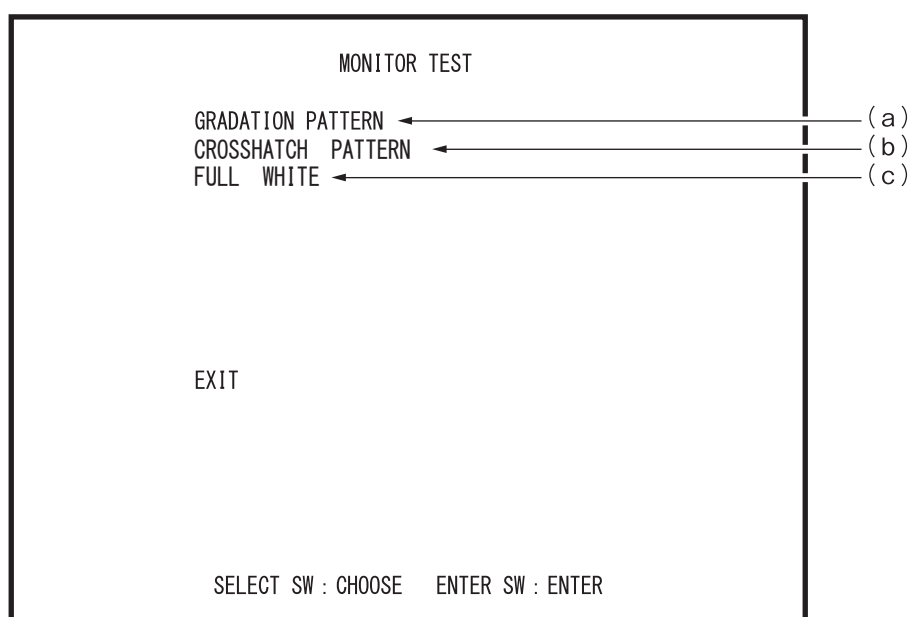 MONITOR TEST
GRADATION PATTERN (a)
CROSSHATCH PATTERN (b)
FULL WHITE (c)
EXIT
SELECT SW : CHOOSE ENTER SW : ENTER